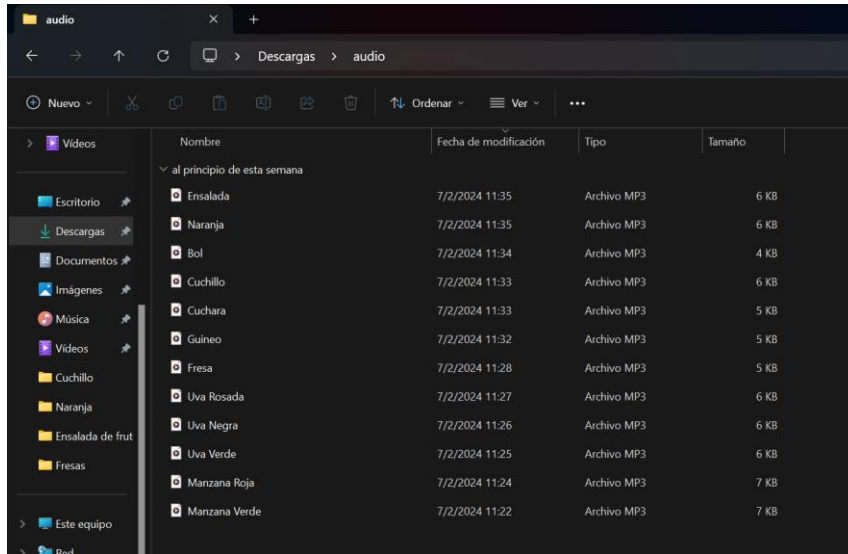 audio
Descargas > audio
Nuevo Ordenar Ver ...
Vídeos
Escritorio
Descargas
Documentos
Imágenes
Música
Vídeos
Cuchillo
Naranja
Ensalada de frut
Fresas
Este equipo
Red
Nombre Fecha de modificación Tipo Tamaño
al principio de esta semana
Ensalada 7/2/2024 11:35 Archivo MP3 6 KB
Naranja 7/2/2024 11:35 Archivo MP3 6 KB
Bol 7/2/2024 11:34 Archivo MP3 4 KB
Cuchillo 7/2/2024 11:33 Archivo MP3 6 KB
Cuchara 7/2/2024 11:33 Archivo MP3 5 KB
Guineo 7/2/2024 11:32 Archivo MP3 5 KB
Fresa 7/2/2024 11:28 Archivo MP3 5 KB
Uva Rosada 7/2/2024 11:27 Archivo MP3 6 KB
Uva Negra 7/2/2024 11:26 Archivo MP3 6 KB
Uva Verde 7/2/2024 11:25 Archivo MP3 6 KB
Manzana Roja 7/2/2024 11:24 Archivo MP3 7 KB
Manzana Verde 7/2/2024 11:22 Archivo MP3 7 KB